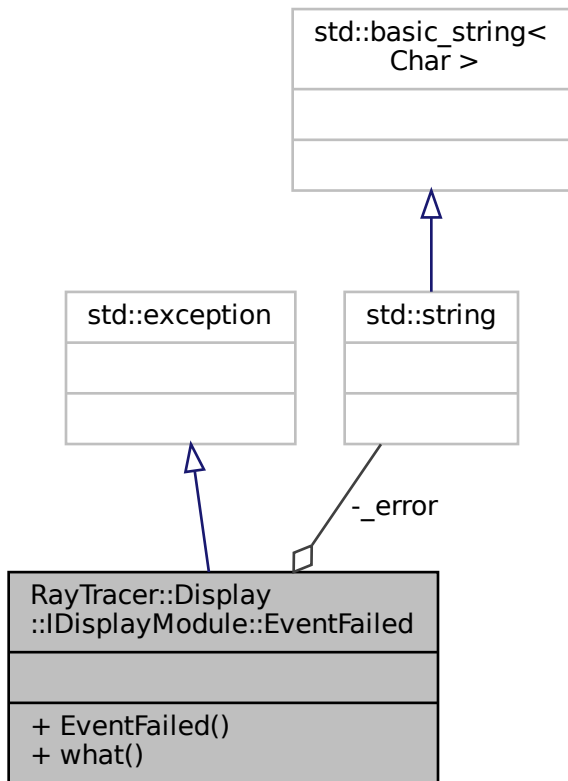 std::basic_string<
Char >
std::exception
std::string
-_error
RayTracer::Display
::IDisplayModule::EventFailed
+ EventFailed()
+ what()